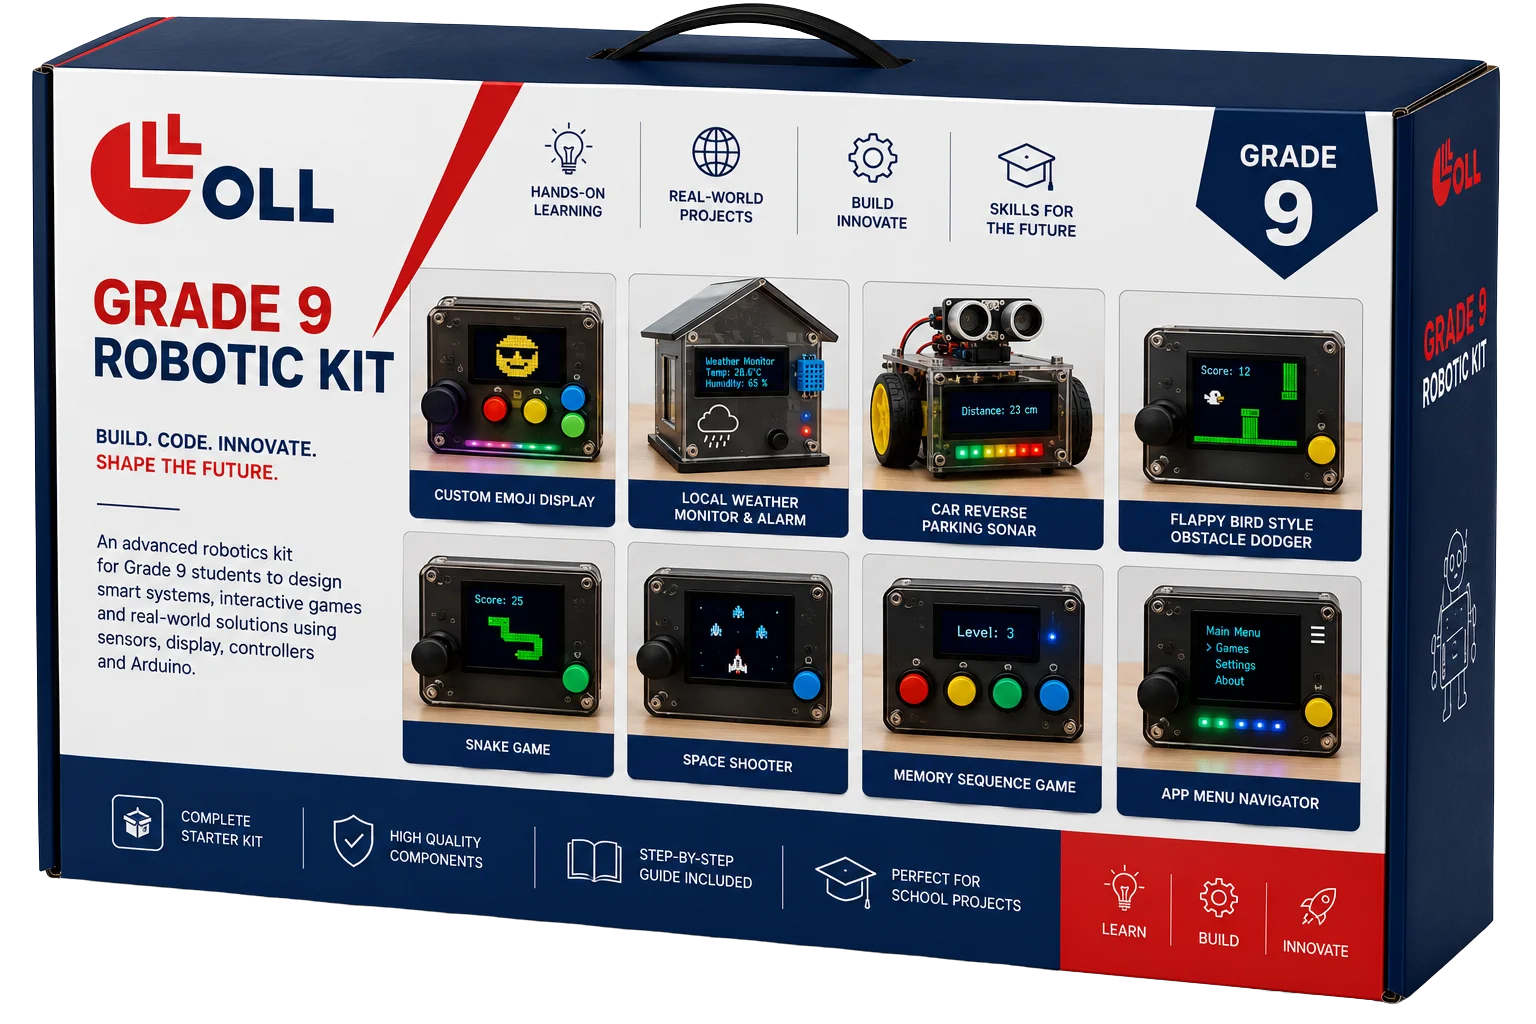 OLL
GRADE 9
ROBOTIC KIT
BUILD. CODE. INNOVATE.
SHAPE THE FUTURE.
An advanced robotics kit
for Grade 9 students to design
smart systems, interactive games
and real-world solutions using
sensors, display, controllers
and Arduino.
HANDS-ON
LEARNING
REAL-WORLD
PROJECTS
BUILD
INNOVATE
SKILLS FOR
THE FUTURE
GRADE
9
CUSTOM EMOJI DISPLAY
Weather Monitor
Temp: 28.6°C
Humidity: 65 %
LOCAL WEATHER
MONITOR & ALARM
Distance: 23 cm
CAR REVERSE
PARKING SONAR
Score: 12
FLAPPY BIRD STYLE
OBSTACLE DODGER
Score: 25
SNAKE GAME
SPACE SHOOTER
Level: 3
MEMORY SEQUENCE GAME
Main Menu
> Games
Settings
About
APP MENU NAVIGATOR
COMPLETE
STARTER KIT
HIGH QUALITY
COMPONENTS
STEP-BY-STEP
GUIDE INCLUDED
PERFECT FOR
SCHOOL PROJECTS
LEARN
BUILD
INNOVATE
OLL
GRADE 9
ROBOTIC KIT